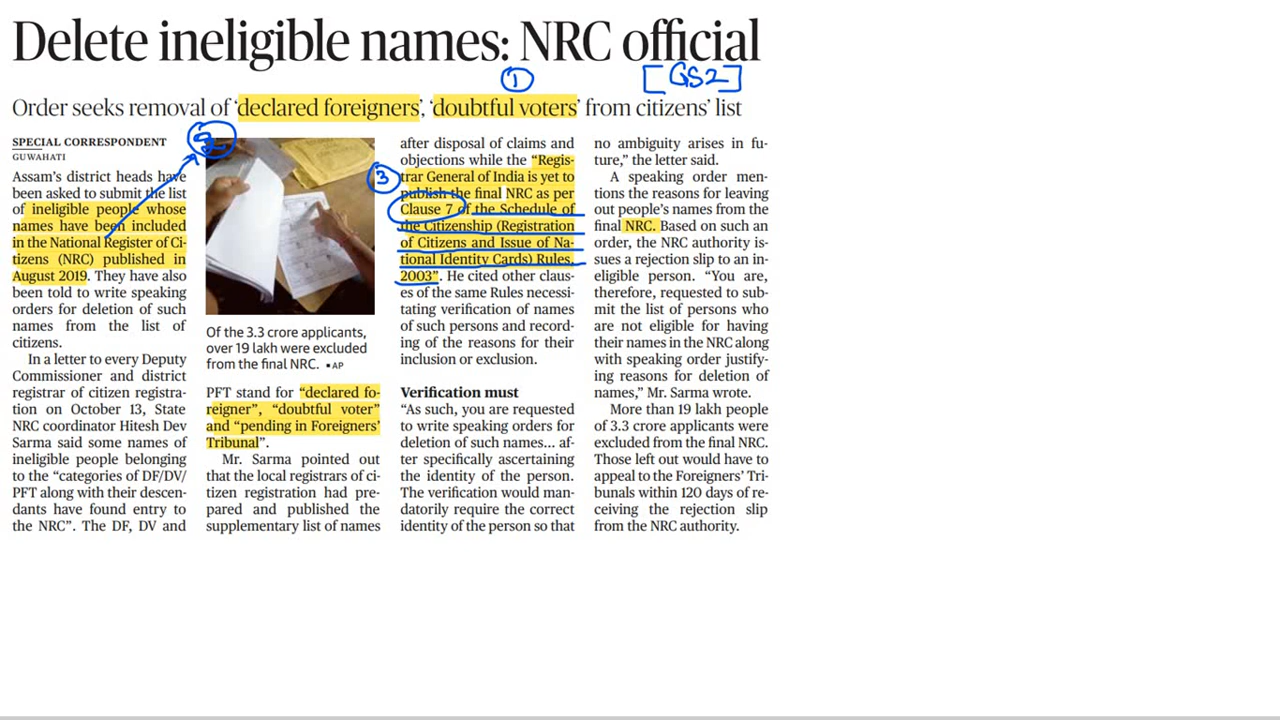 Delete ineligible names: NRC official
[GS2]
1
Order seeks removal of ‘declared foreigners’, ‘doubtful voters’ from citizens’ list
SPECIAL CORRESPONDENT
GUWAHATI
Assam’s district heads have
been asked to submit the list
of ineligible people whose
names have been included
in the National Register of Ci-
tizens (NRC) published in
August 2019. They have also
been told to write speaking
orders for deletion of such
names from the list of
citizens.
In a letter to every Deputy
Commissioner and district
registrar of citizen registra-
tion on October 13, State
NRC coordinator Hitesh Dev
Sarma said some names of
ineligible people belonging
to the “categories of DF/DV/
PFT along with their descen-
dants have found entry to
the NRC”. The DF, DV and
2
Of the 3.3 crore applicants,
over 19 lakh were excluded
from the final NRC. ▪AP
PFT stand for “declared fo-
reigner”, “doubtful voter”
and “pending in Foreigners’
Tribunal”.
Mr. Sarma pointed out
that the local registrars of ci-
tizen registration had pre-
pared and published the
supplementary list of names
3
after disposal of claims and
objections while the “Regis-
trar General of India is yet to
publish the final NRC as per
Clause 7 of the Schedule of
the Citizenship (Registration
of Citizens and Issue of Na-
tional Identity Cards) Rules,
2003”. He cited other claus-
es of the same Rules necessi-
tating verification of names
of such persons and record-
ing of the reasons for their
inclusion or exclusion.
Verification must
“As such, you are requested
to write speaking orders for
deletion of such names... af-
ter specifically ascertaining
the identity of the person.
The verification would man-
datorily require the correct
identity of the person so that
no ambiguity arises in fu-
ture,” the letter said.
A speaking order men-
tions the reasons for leaving
out people’s names from the
final NRC. Based on such an
order, the NRC authority is-
sues a rejection slip to an in-
eligible person. “You are,
therefore, requested to sub-
mit the list of persons who
are not eligible for having
their names in the NRC along
with speaking order justify-
ing reasons for deletion of
names,” Mr. Sarma wrote.
More than 19 lakh people
of 3.3 crore applicants were
excluded from the final NRC.
Those left out would have to
appeal to the Foreigners’ Tri-
bunals within 120 days of re-
ceiving the rejection slip
from the NRC authority.